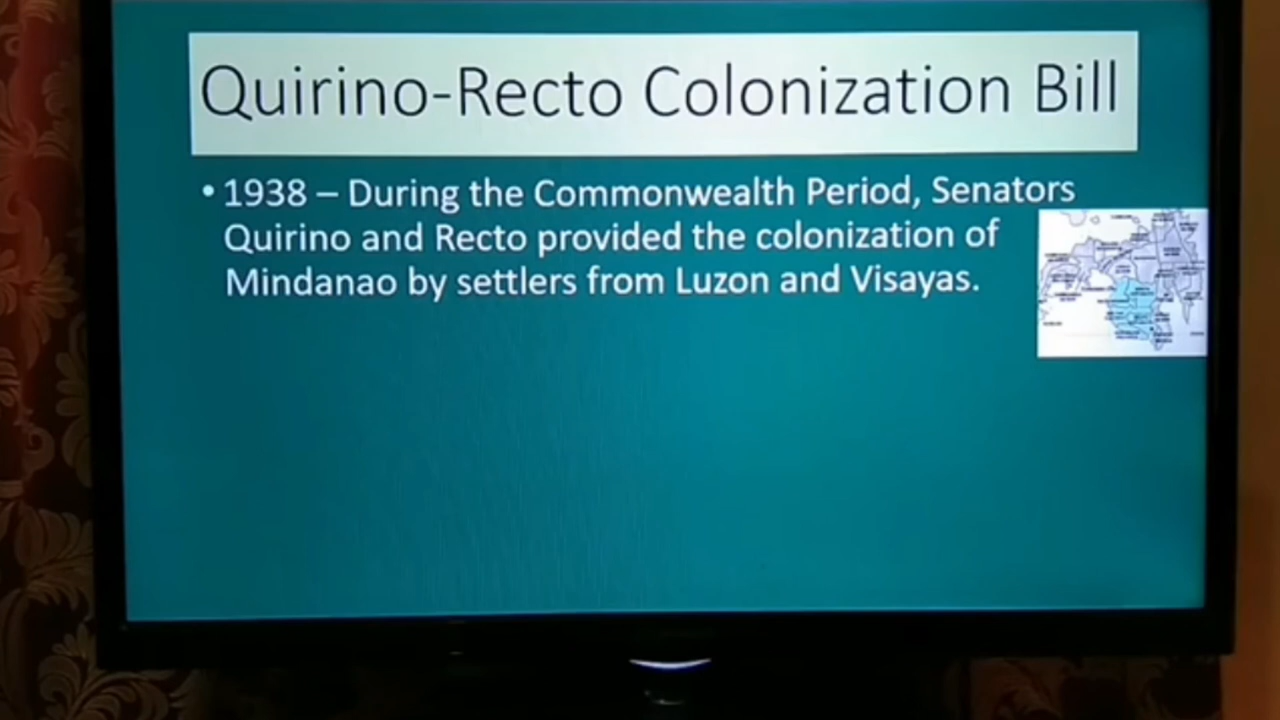 Quirino-Recto Colonization Bill
• 1938 – During the Commonwealth Period, Senators
Quirino and Recto provided the colonization of
Mindanao by settlers from Luzon and Visayas.